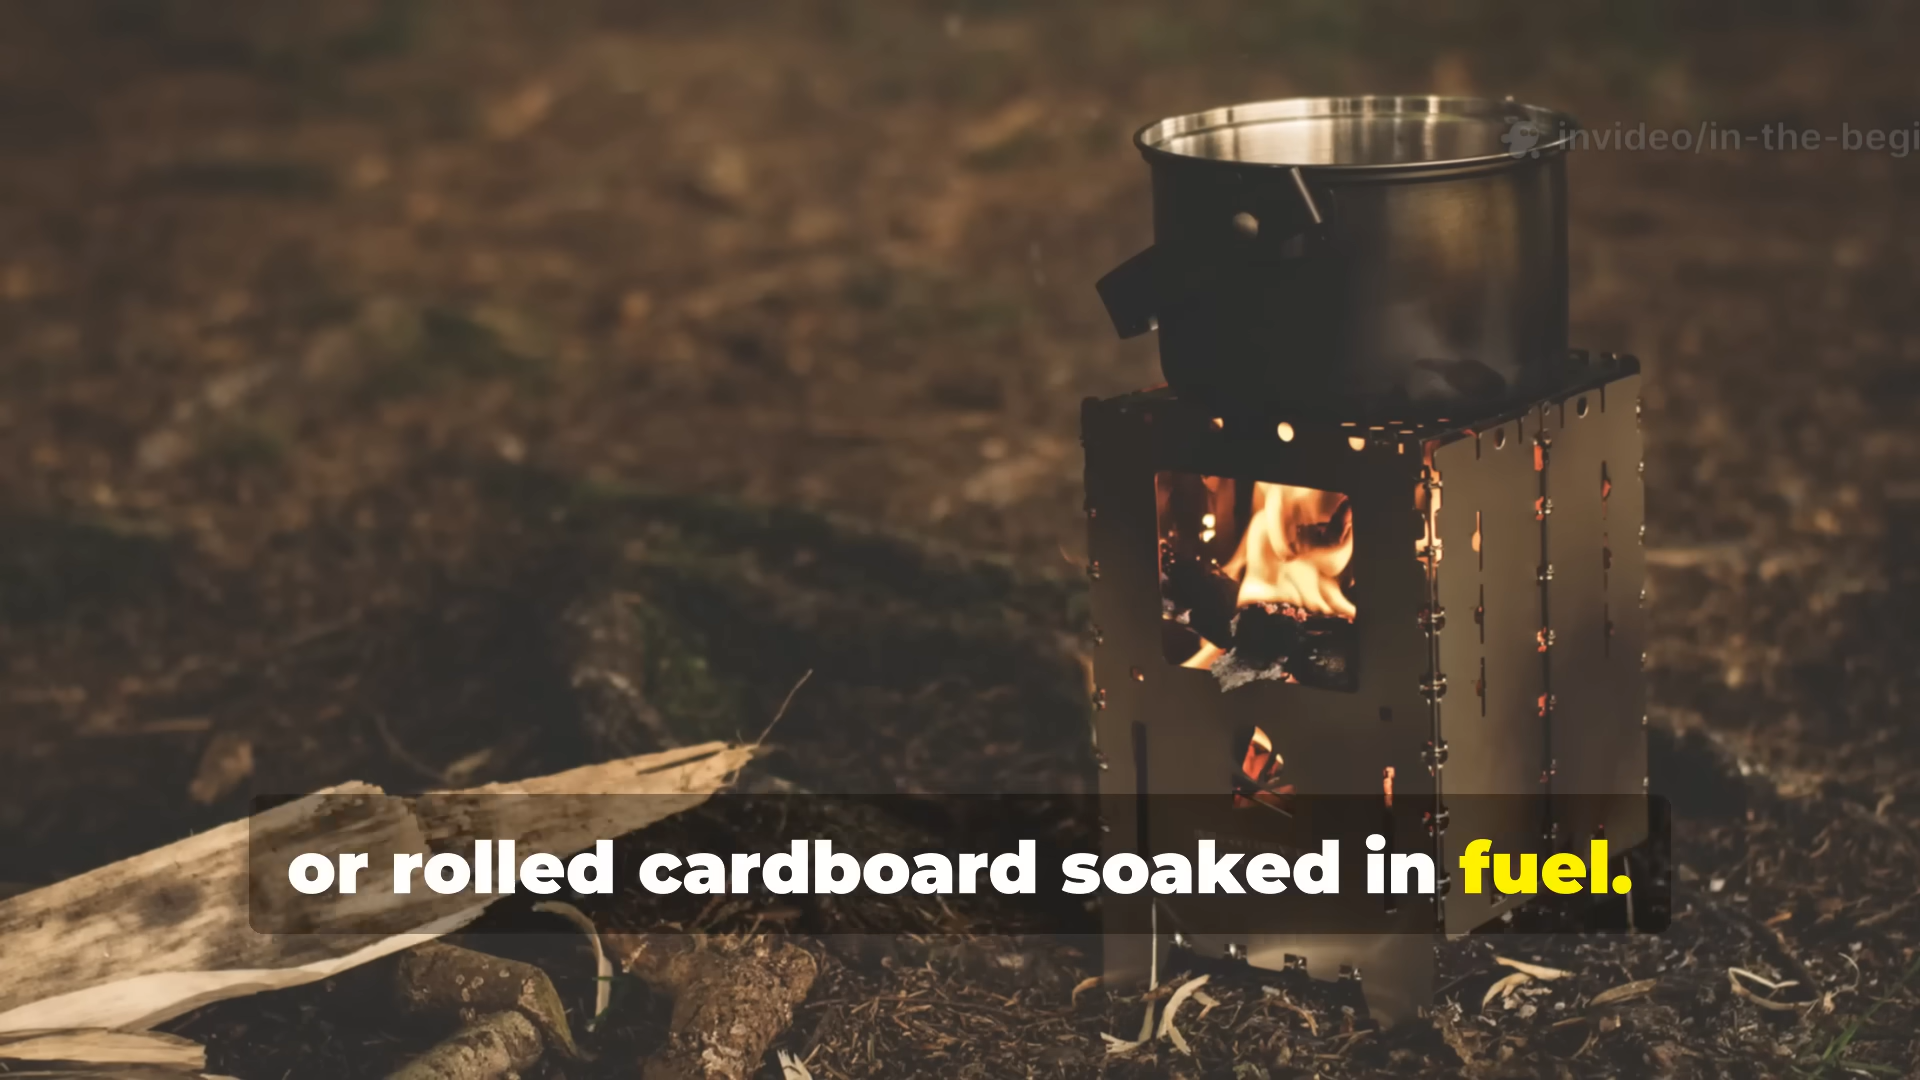 invideo/in-the-begi
or rolled cardboard soaked in fuel.